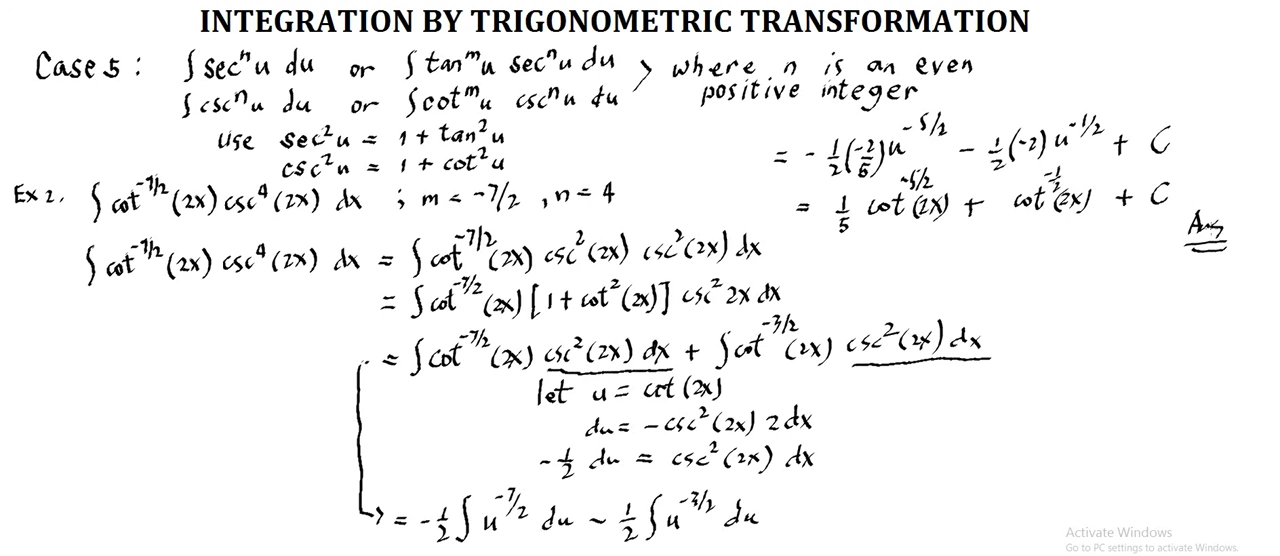 INTEGRATION BY TRIGONOMETRIC TRANSFORMATION
Case 5 : ∫ secⁿu du or ∫ tanᵐu secⁿu du > where n is an even
∫ cscⁿu du or ∫ cotᵐu cscⁿu du positive integer
use sec²u = 1 + tan²u
csc²u = 1 + cot²u
Ex 2. ∫ cot^(-7/2) (2x) csc⁴ (2x) dx ; m = -7/2 , n = 4
∫ cot^(-7/2) (2x) csc⁴ (2x) dx = ∫ cot^(-7/2) (2x) csc² (2x) csc² (2x) dx
= ∫ cot^(-7/2) (2x) [1 + cot² (2x)] csc² 2x dx
= ∫ cot^(-7/2) (2x) csc² (2x) dx + ∫ cot^(-3/2) (2x) csc² (2x) dx
let u = cot (2x)
du = -csc² (2x) 2dx
-1/2 du = csc² (2x) dx
= -1/2 ∫ u^(-7/2) du - 1/2 ∫ u^(-3/2) du
= -1/2 (-2/5) u^(-5/2) - 1/2 (-2) u^(-1/2) + C
= 1/5 cot^(-5/2) (2x) + cot^(-1/2) (2x) + C
Ans
Activate Windows
Go to PC settings to activate Windows.